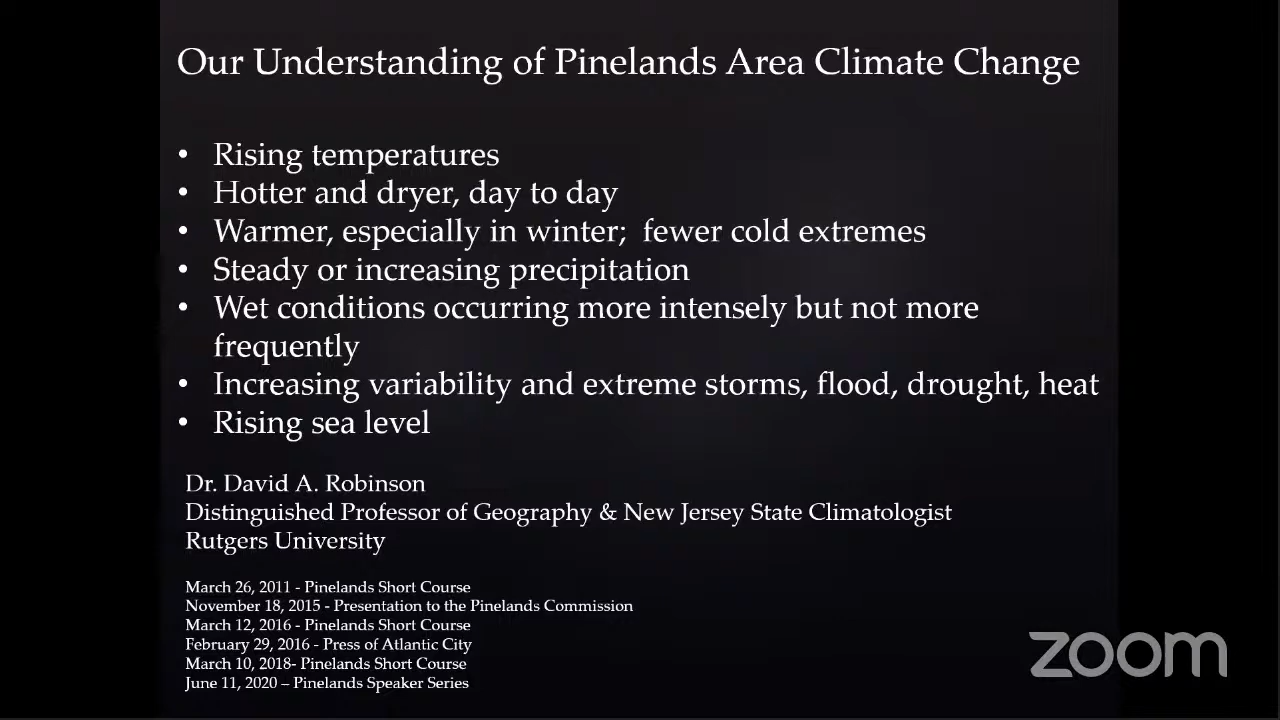 Our Understanding of Pinelands Area Climate Change
• Rising temperatures
• Hotter and dryer, day to day
• Warmer, especially in winter;  fewer cold extremes
• Steady or increasing precipitation
• Wet conditions occurring more intensely but not more
frequently
• Increasing variability and extreme storms, flood, drought, heat
• Rising sea level
Dr. David A. Robinson
Distinguished Professor of Geography & New Jersey State Climatologist
Rutgers University
March 26, 2011 - Pinelands Short Course
November 18, 2015 - Presentation to the Pinelands Commission
March 12, 2016 - Pinelands Short Course
February 29, 2016 - Press of Atlantic City
March 10, 2018- Pinelands Short Course
June 11, 2020 – Pinelands Speaker Series
zoom